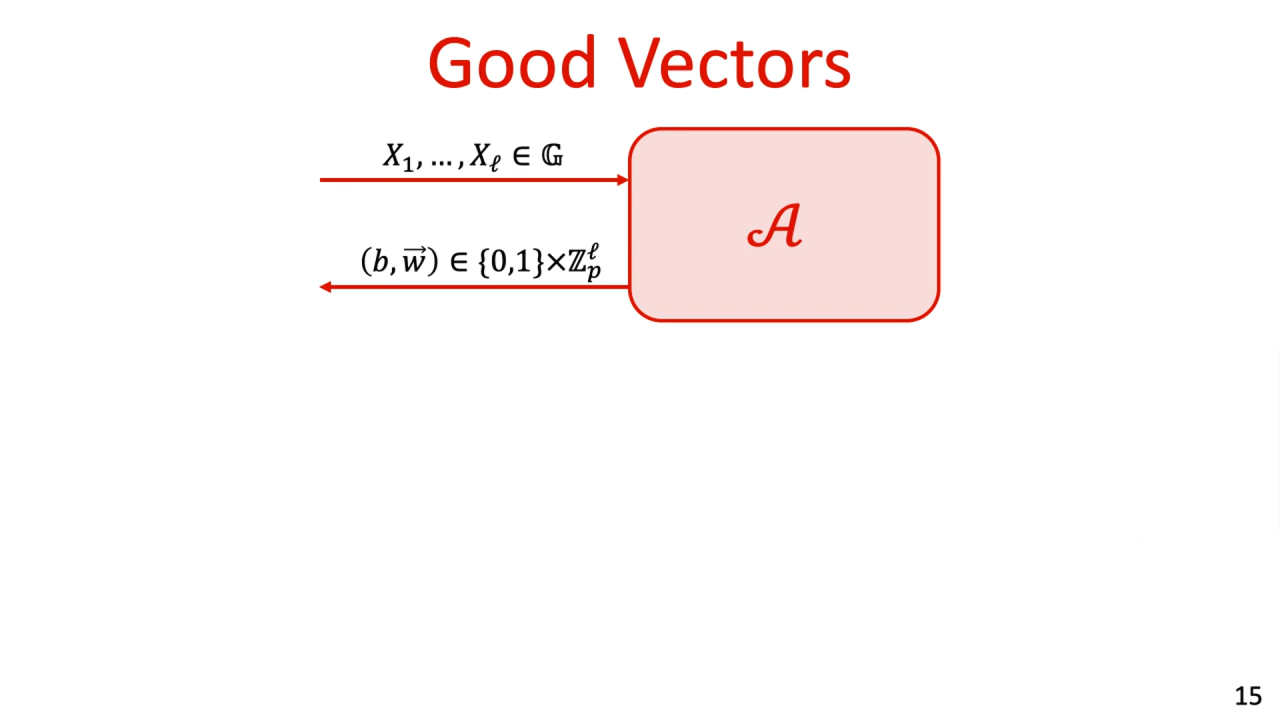 Good Vectors
X₁, … , X_ℓ ∈ 𝔾
𝒜
(b, w⃗) ∈ {0,1}×ℤ_p^ℓ
15